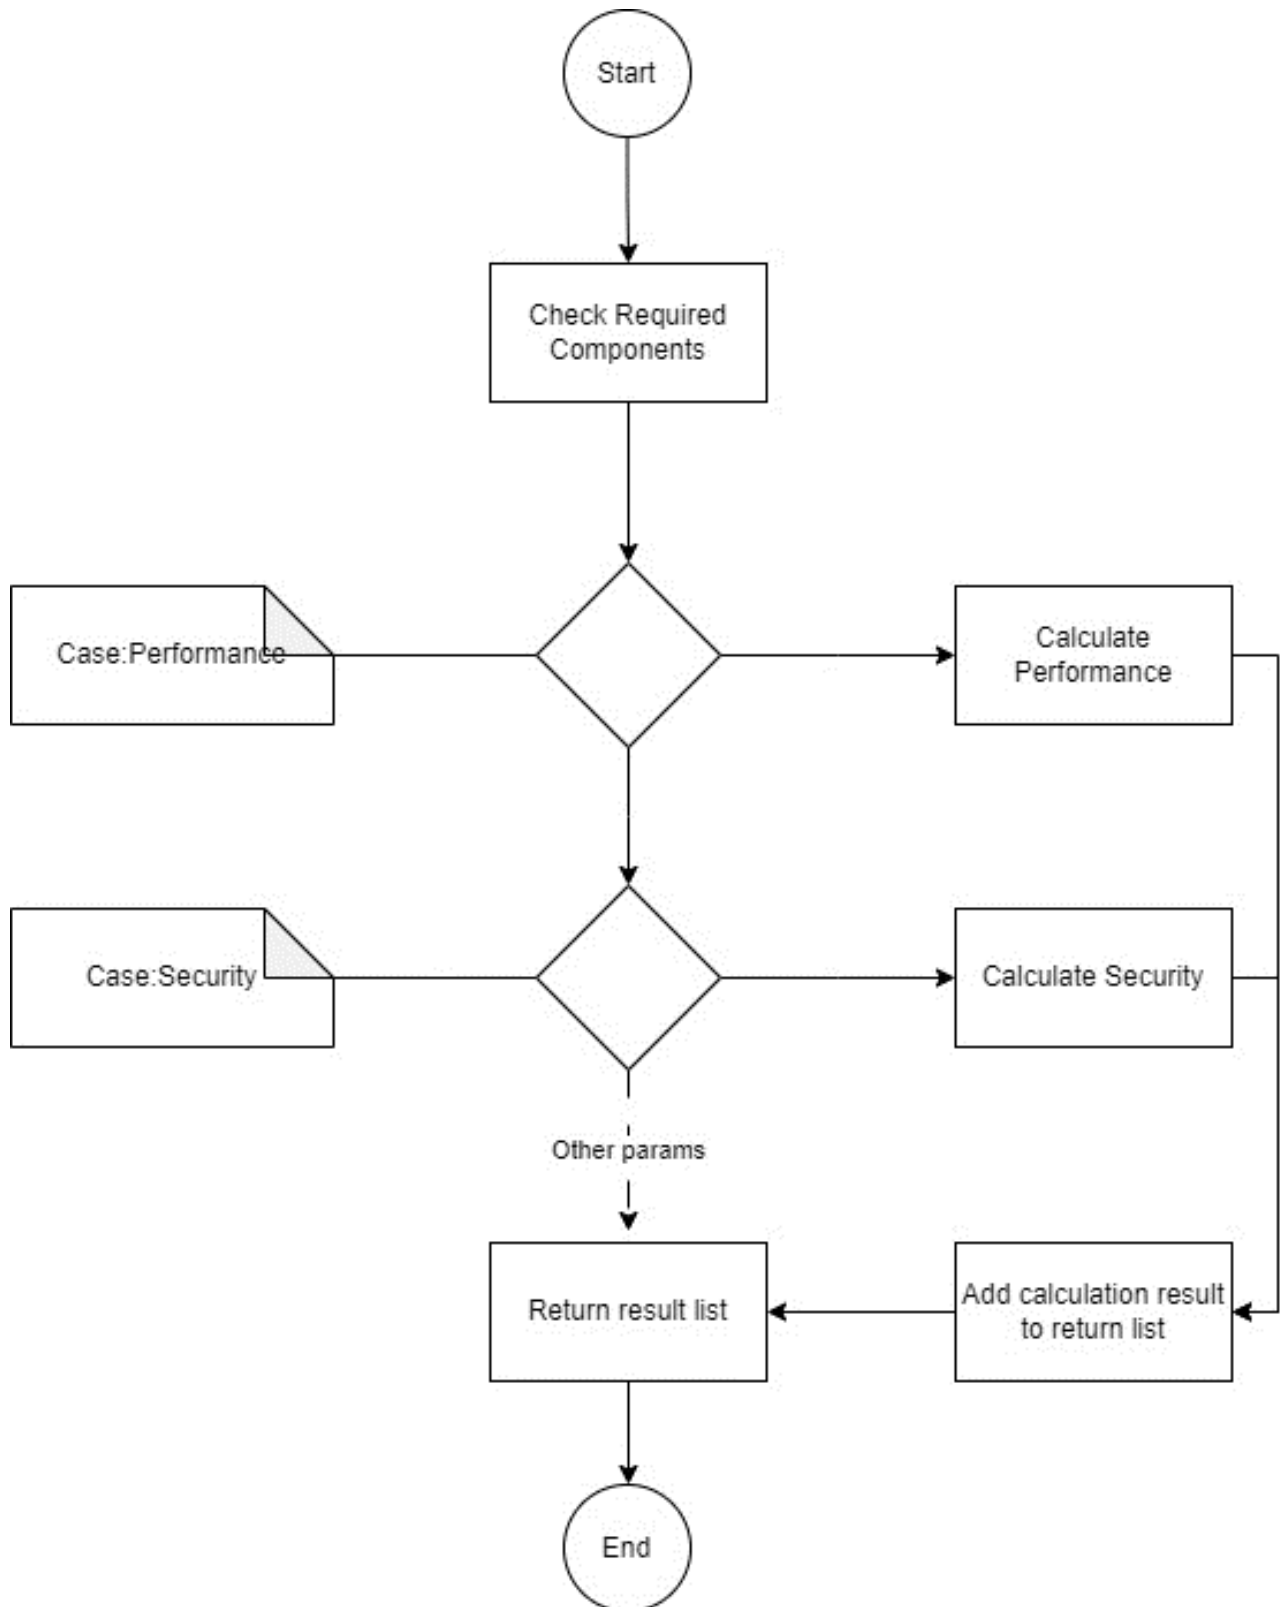 Start
Check Required
Components
Case:Performance
Calculate
Performance
Case:Security
Calculate Security
Other params
Return result list
Add calculation result
to return list
End